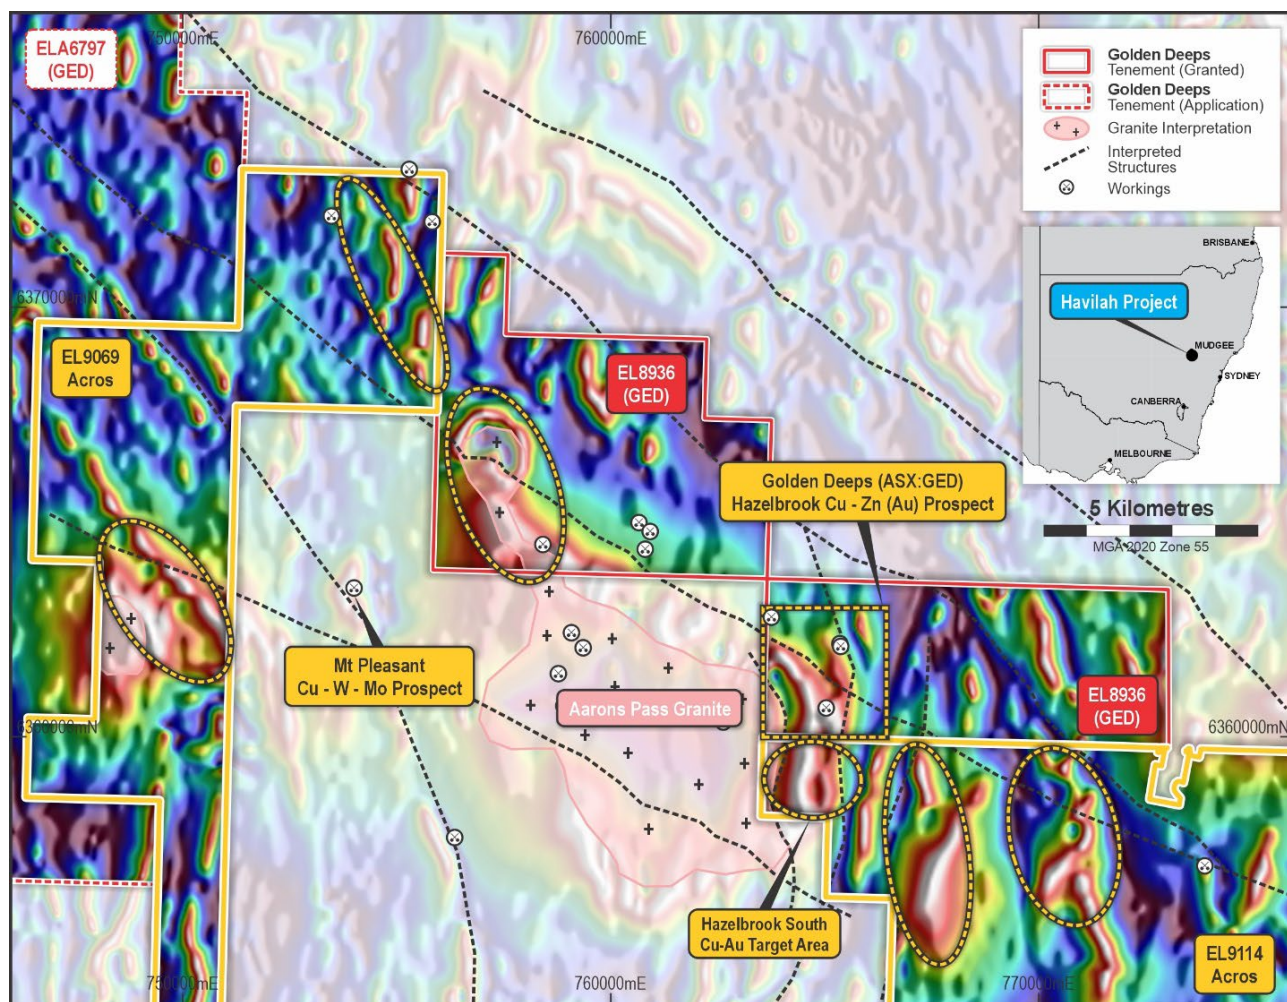 750000mE
760000mE
ELA6797
(GED)
Golden Deeps
Tenement (Granted)
Golden Deeps
Tenement (Application)
Granite Interpretation
Interpreted
Structures
Workings
BRISBANE
Havilah Project
MUDGEE
SYDNEY
CANBERRA
MELBOURNE
5 Kilometres
MGA 2020 Zone 55
6370000mN
EL9069
Acros
EL8936
(GED)
Golden Deeps (ASX:GED)
Hazelbrook Cu - Zn (Au) Prospect
Mt Pleasant
Cu - W - Mo Prospect
Aarons Pass Granite
EL8936
(GED)
6360000mN
6360000mN
Hazelbrook South
Cu-Au Target Area
EL9114
Acros
750000mE
760000mE
770000mE